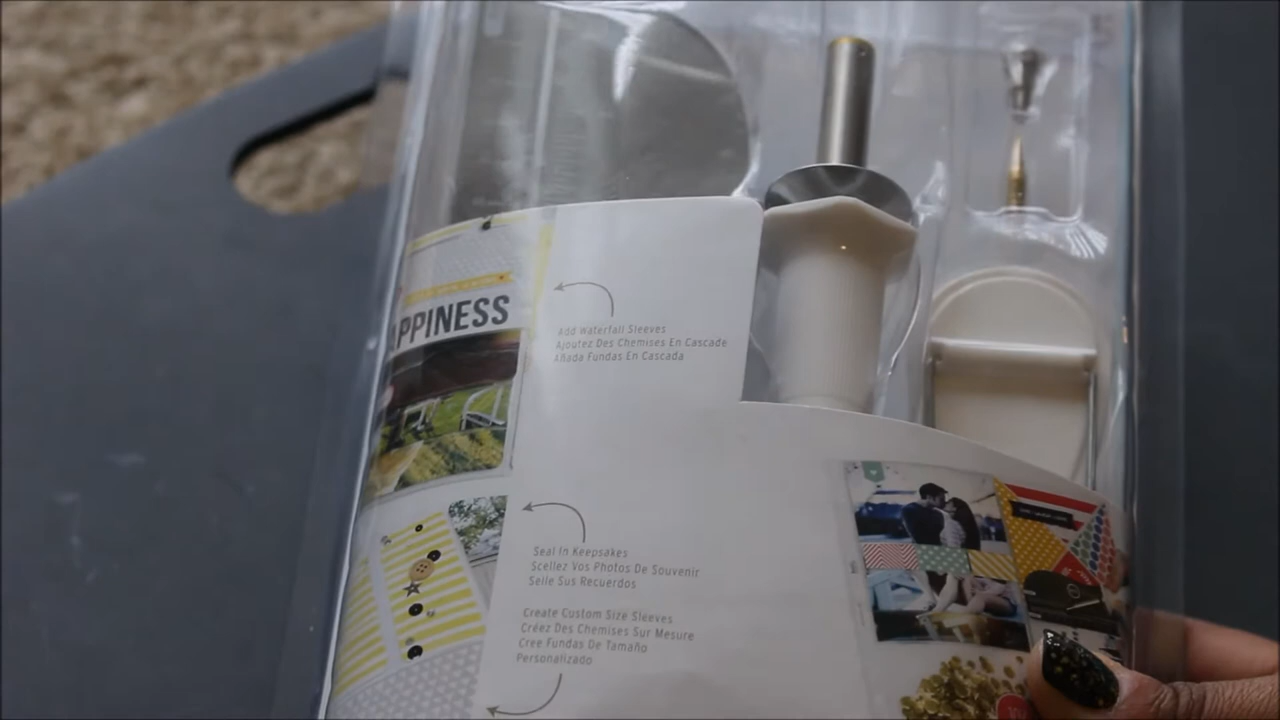 APPINESS
Add Waterfall Sleeves
Ajoutez Des Chemises En Cascade
Añada Fundas En Cascada
Seal In Keepsakes
Scellez Vos Photos De Souvenir
Selle Sus Recuerdos
Create Custom Size Sleeves
Créez Des Chemises Sur Mesure
Cree Fundas De Tamaño
Personalizado